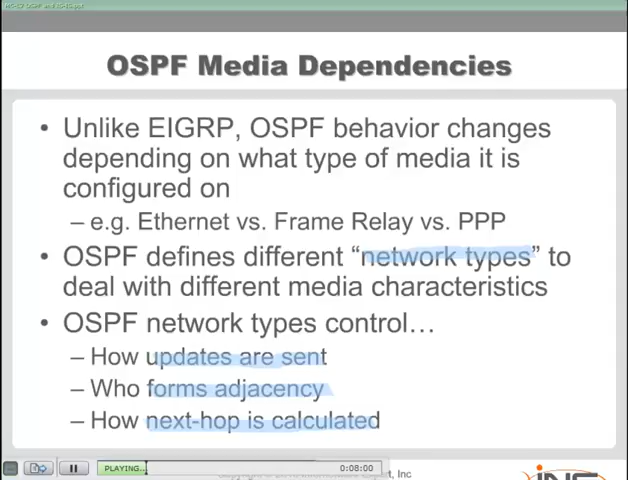 OSPF Media Dependencies
• Unlike EIGRP, OSPF behavior changes
depending on what type of media it is
configured on
– e.g. Ethernet vs. Frame Relay vs. PPP
• OSPF defines different “network types” to
deal with different media characteristics
• OSPF network types control…
– How updates are sent
– Who forms adjacency
– How next-hop is calculated
PLAYING...
0:08:00
Copyright ©
Inc